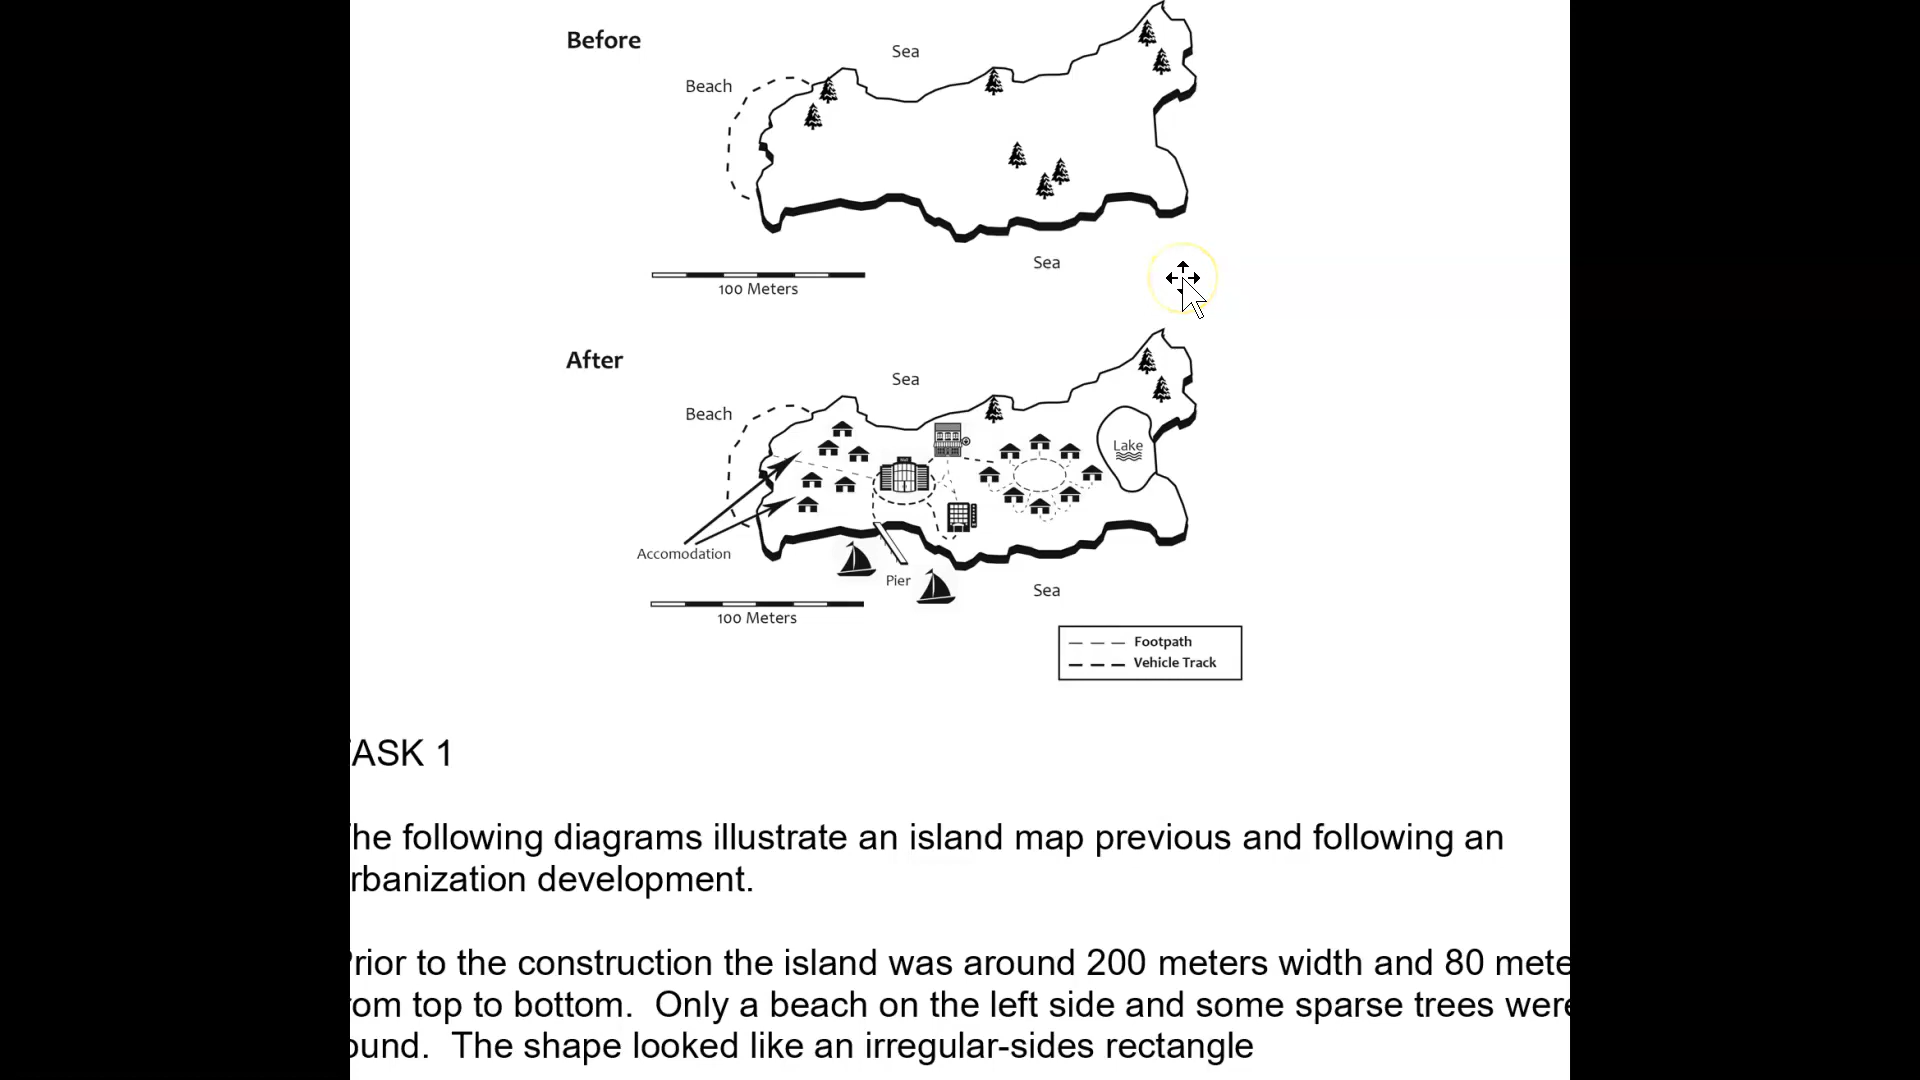 Before
Sea
Beach
Sea
100 Meters
After
Sea
Beach
Lake
Accomodation
Pier
Sea
100 Meters
Footpath
Vehicle Track
ASK 1
he following diagrams illustrate an island map previous and following an
rbanization development.
rior to the construction the island was around 200 meters width and 80 mete
om top to bottom. Only a beach on the left side and some sparse trees were
ound. The shape looked like an irregular-sides rectangle